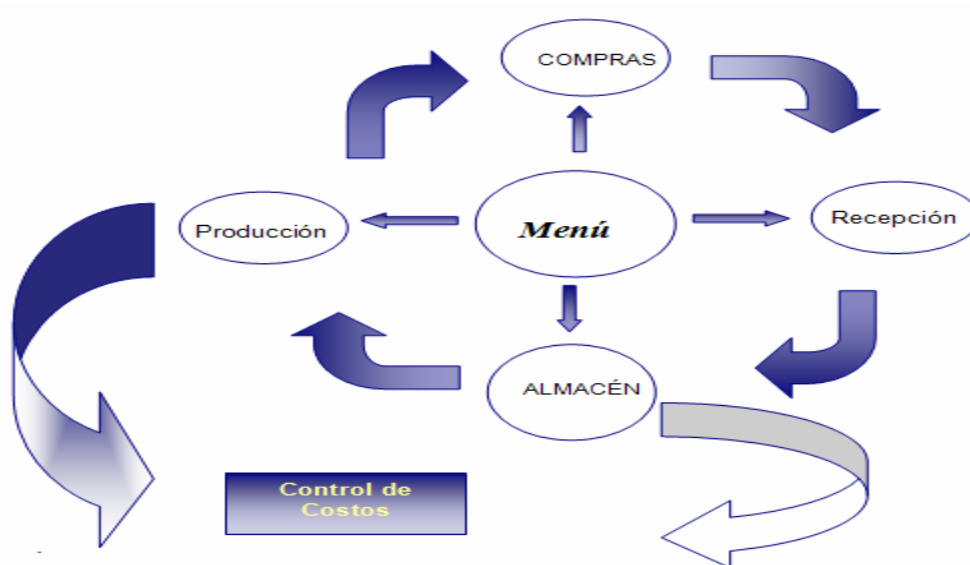 COMPRAS
Producción
Menú
Recepción
ALMACÉN
Control de
Costos